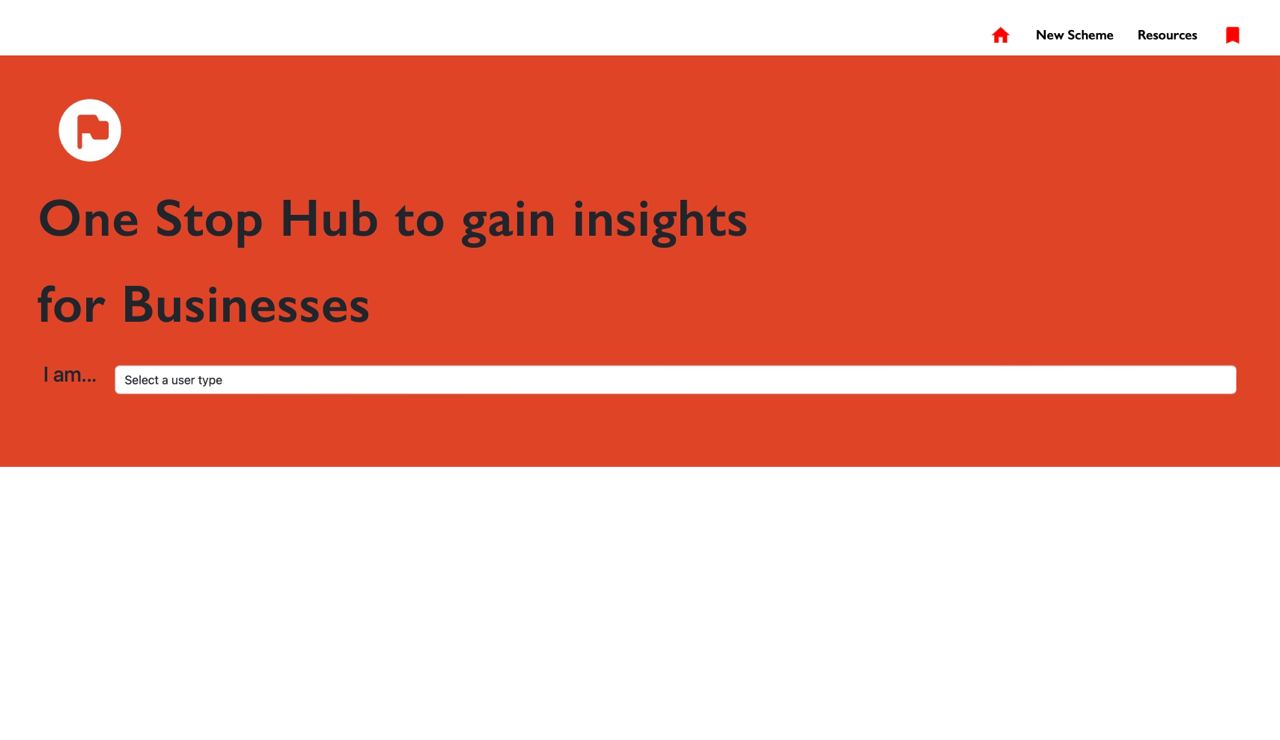 New Scheme Resources
One Stop Hub to gain insights
for Businesses
I am...
Select a user type